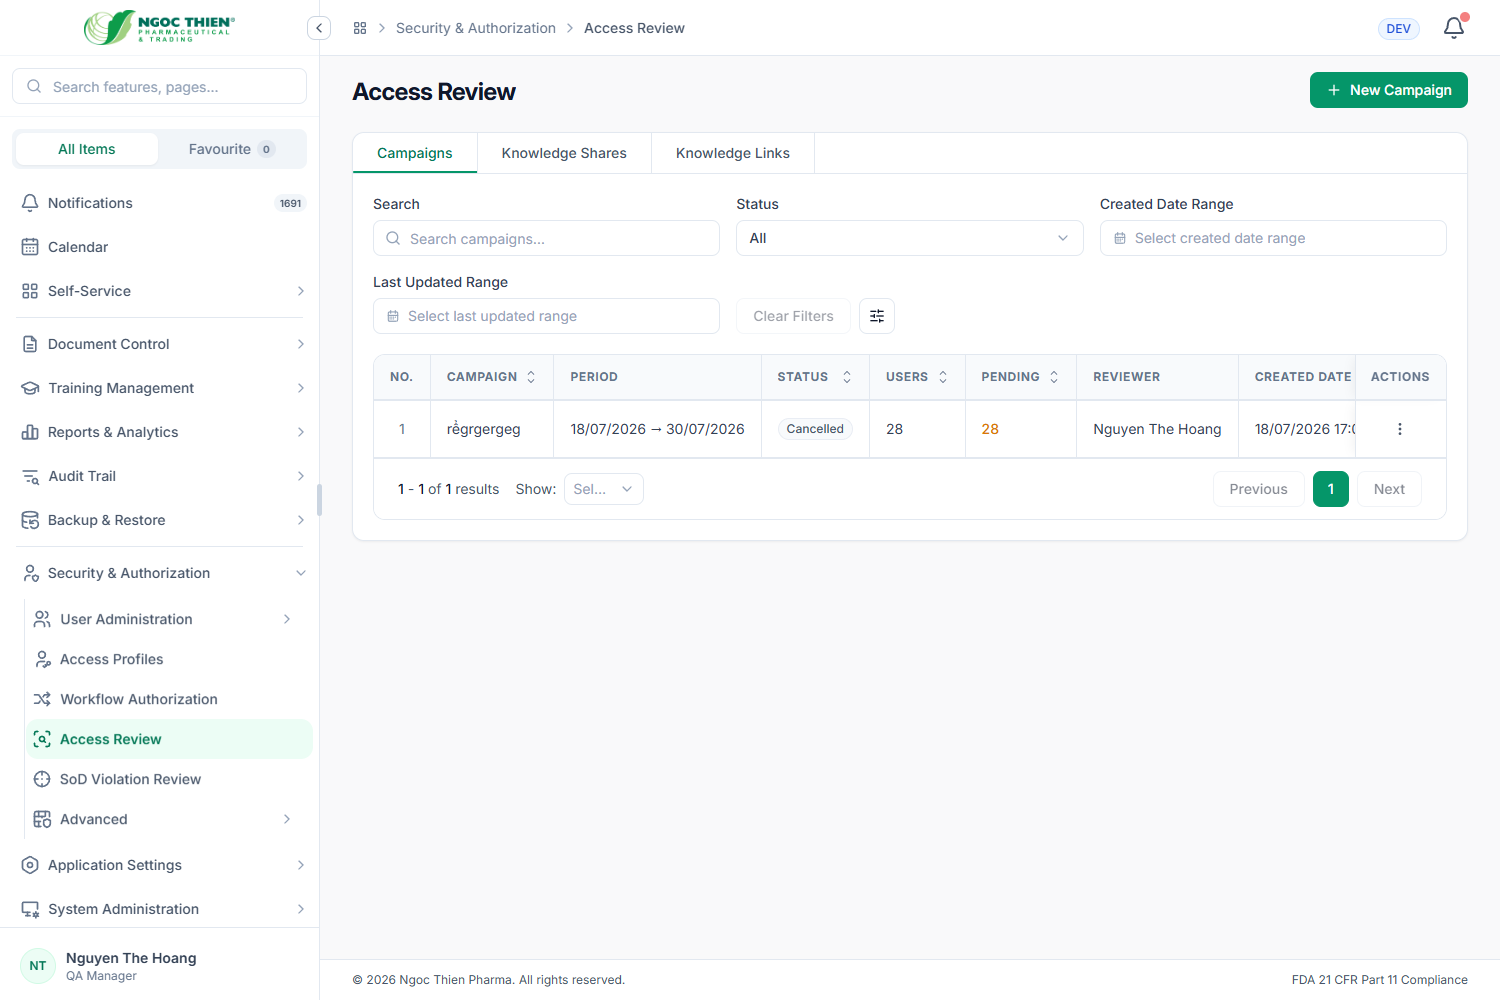 NGOC THIEN®
PHARMACEUTICAL
& TRADING
Search features, pages...
All Items
Favourite 0
Notifications 1691
Calendar
Self-Service
Document Control
Training Management
Reports & Analytics
Audit Trail
Backup & Restore
Security & Authorization
User Administration
Access Profiles
Workflow Authorization
Access Review
SoD Violation Review
Advanced
Application Settings
System Administration
NT
Nguyen The Hoang
QA Manager
Security & Authorization > Access Review
DEV
Access Review
New Campaign
Campaigns
Knowledge Shares
Knowledge Links
Search
Search campaigns...
Status
All
Created Date Range
Select created date range
Last Updated Range
Select last updated range
Clear Filters
NO. CAMPAIGN PERIOD STATUS USERS PENDING REVIEWER CREATED DATE ACTIONS
1 rểgrgergeg 18/07/2026 → 30/07/2026 Cancelled 28 28 Nguyen The Hoang 18/07/2026 17:0
1 - 1 of 1 results Show: Sel... Previous 1 Next
© 2026 Ngoc Thien Pharma. All rights reserved.
FDA 21 CFR Part 11 Compliance